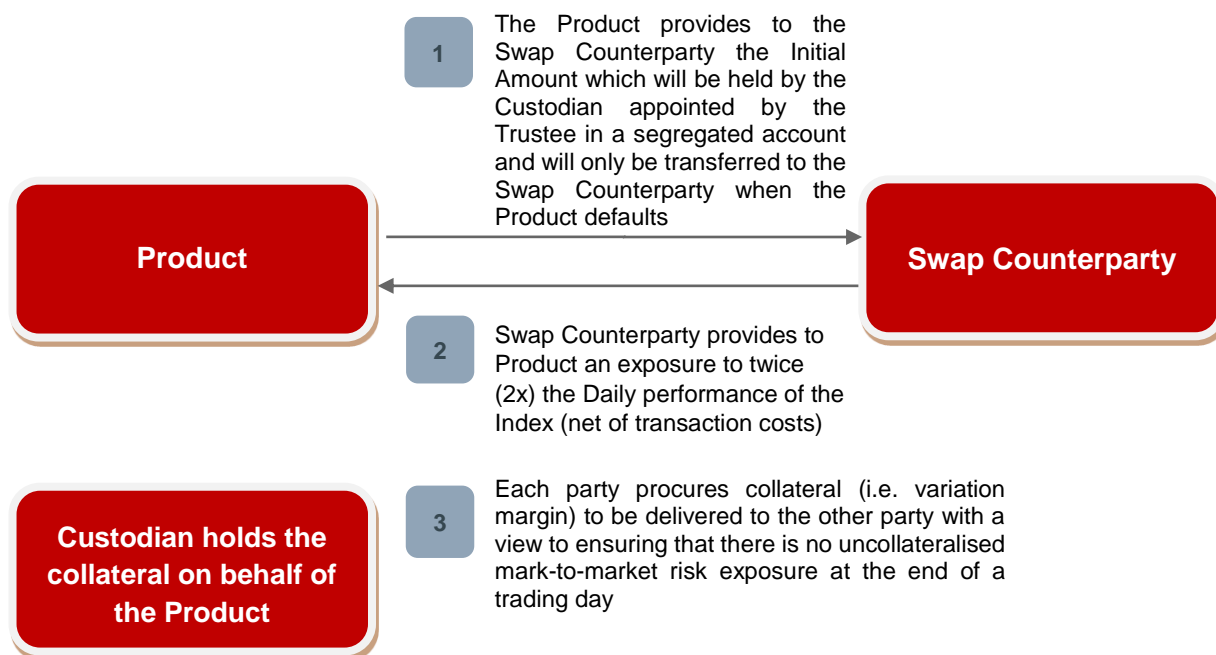 1
The Product provides to the
Swap Counterparty the Initial
Amount which will be held by the
Custodian appointed by the
Trustee in a segregated account
and will only be transferred to the
Swap Counterparty when the
Product defaults
Product
Swap Counterparty
2
Swap Counterparty provides to
Product an exposure to twice
(2x) the Daily performance of the
Index (net of transaction costs)
Custodian holds the
collateral on behalf of
the Product
3
Each party procures collateral (i.e. variation
margin) to be delivered to the other party with a
view to ensuring that there is no uncollateralised
mark-to-market risk exposure at the end of a
trading day